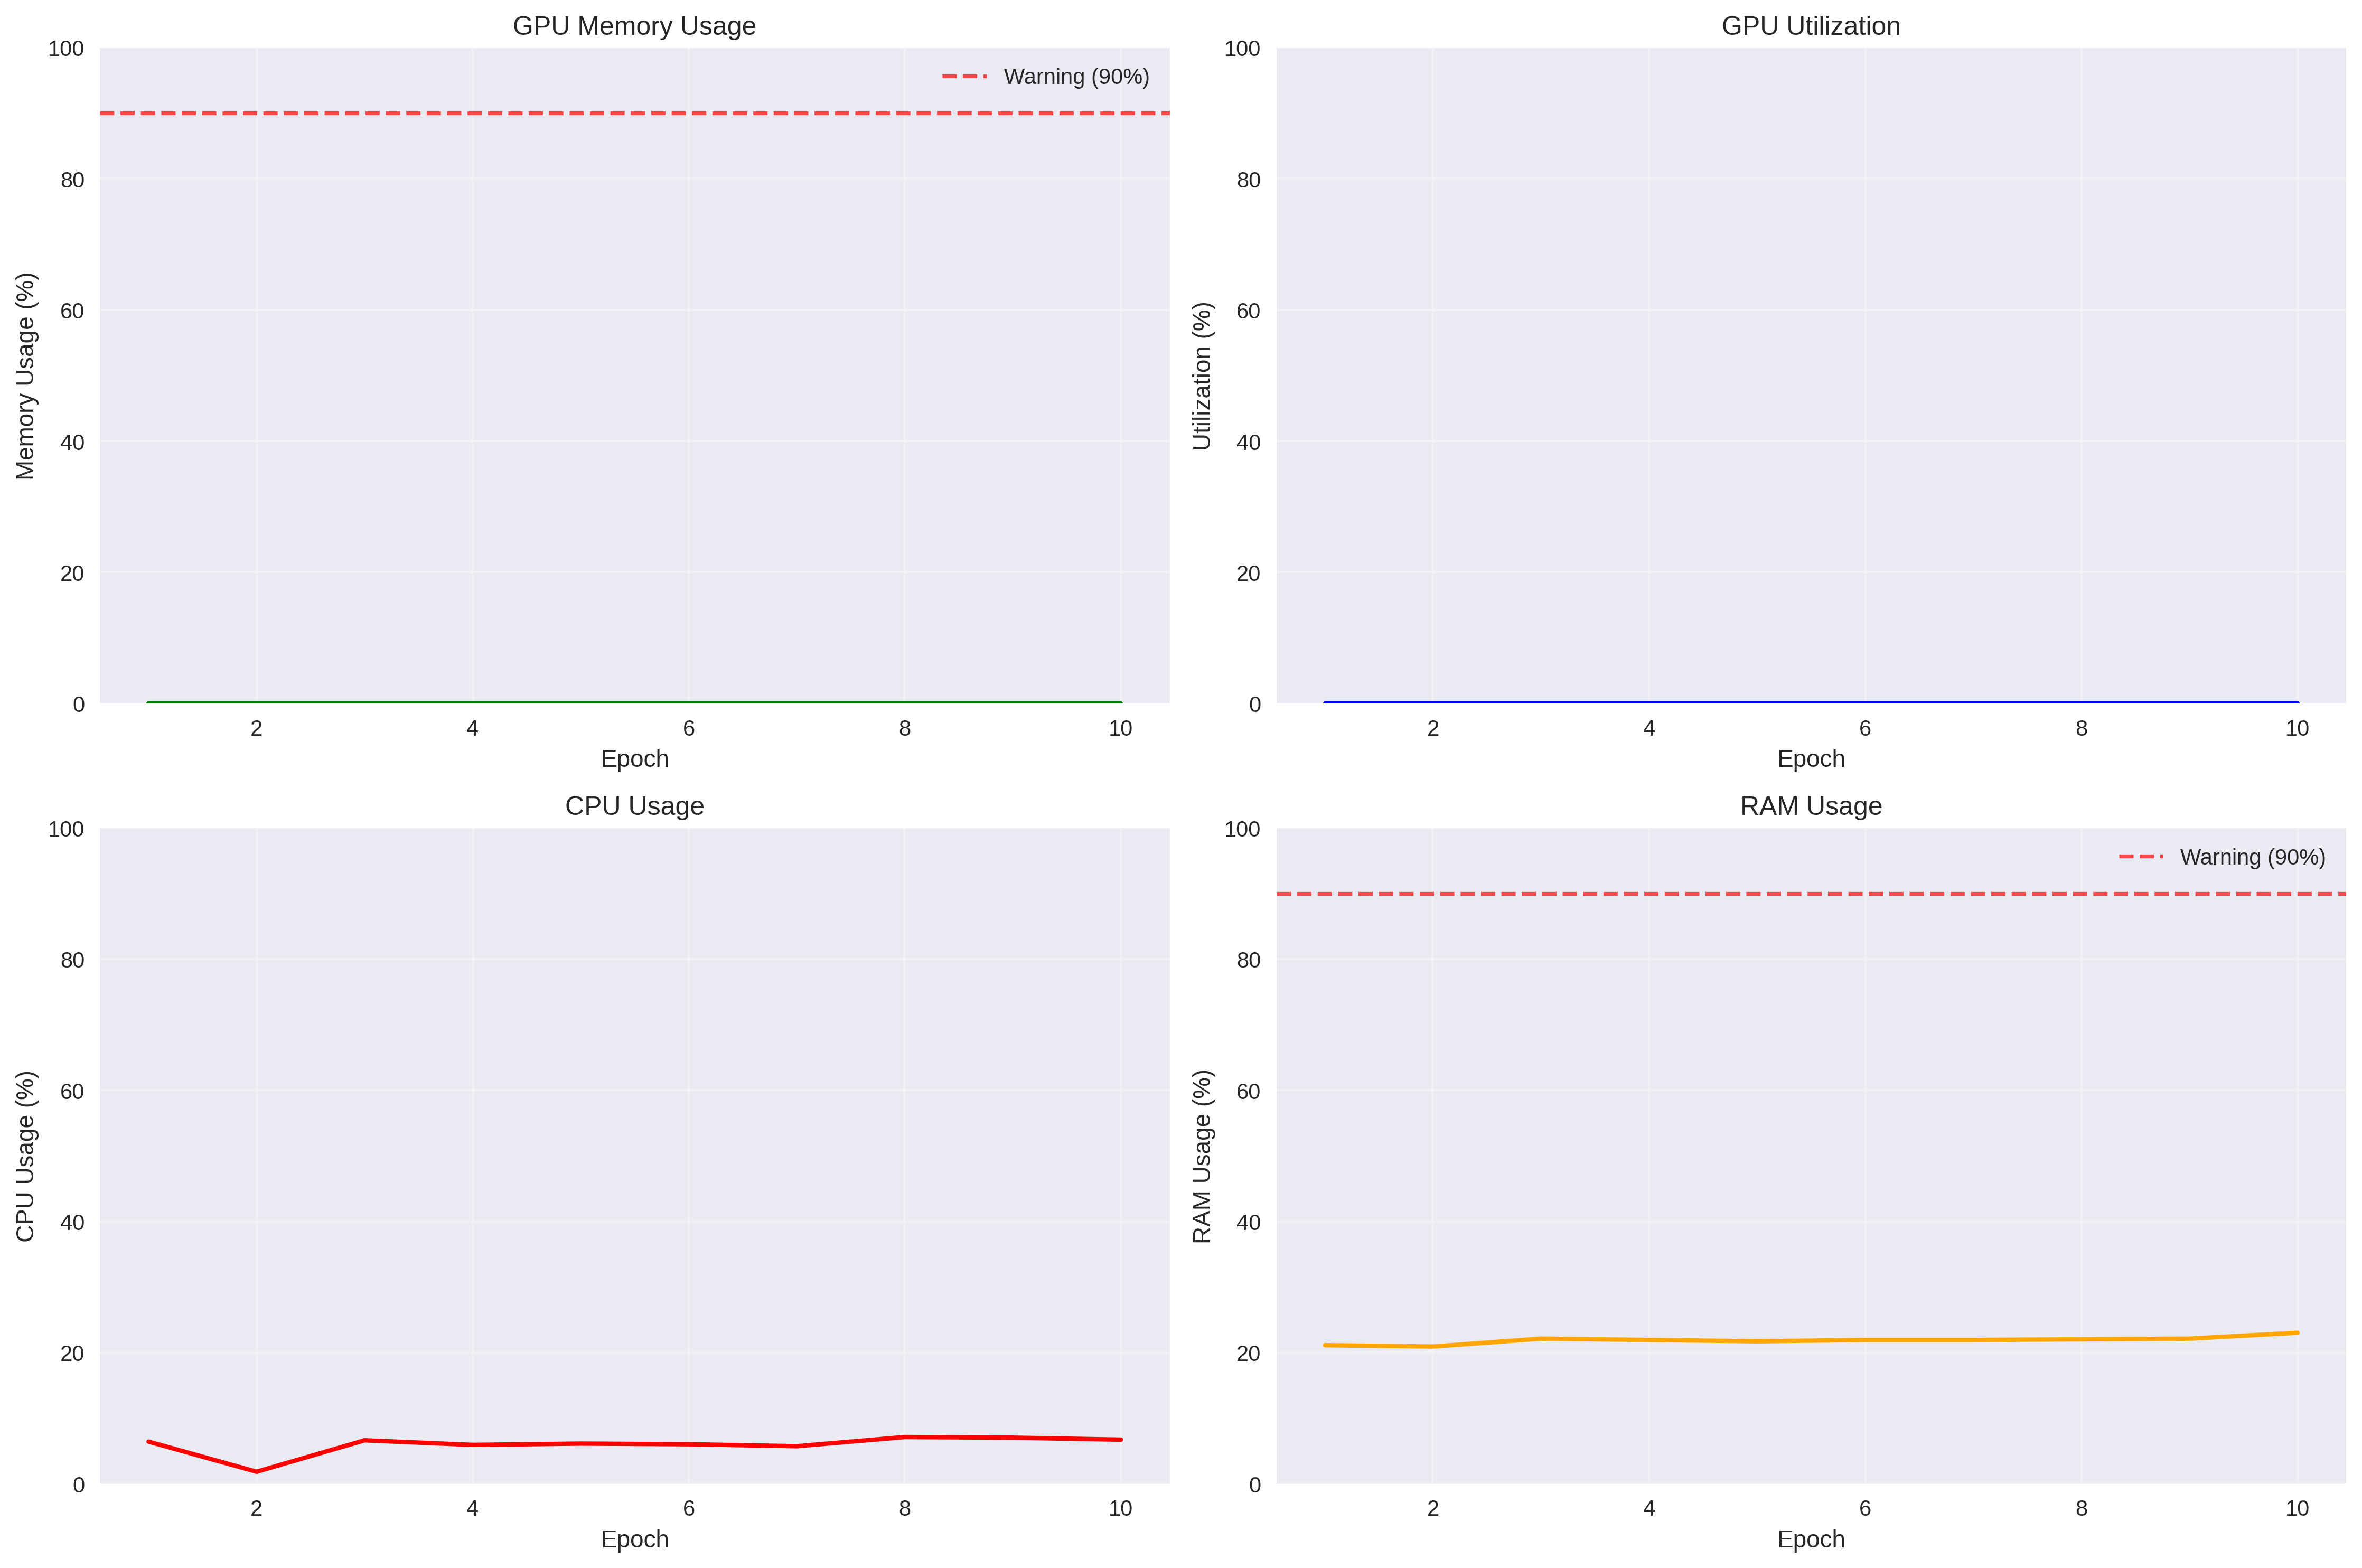 GPU Memory Usage
100
80
60
40
20
0
Memory Usage (%)
Warning (90%)
2 4 6 8 10
Epoch
GPU Utilization
100
80
60
40
20
0
Utilization (%)
2 4 6 8 10
Epoch
CPU Usage
100
80
60
40
20
0
CPU Usage (%)
2 4 6 8 10
Epoch
RAM Usage
100
80
60
40
20
0
RAM Usage (%)
Warning (90%)
2 4 6 8 10
Epoch